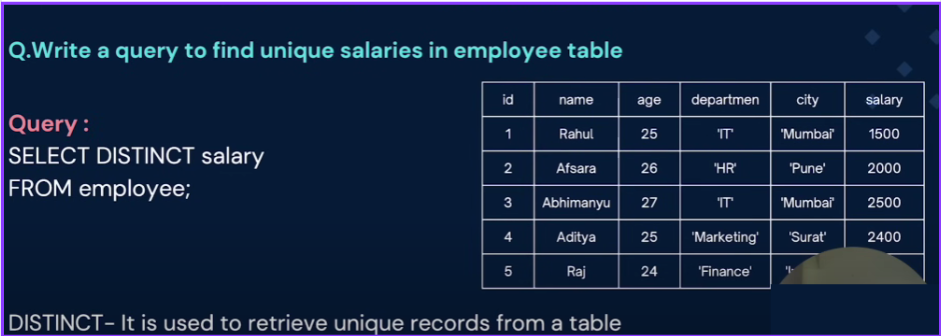 Q.Write a query to find unique salaries in employee table
Query :
SELECT DISTINCT salary
FROM employee;
id name age departmen city salary
1 Rahul 25 'IT' 'Mumbai' 1500
2 Afsara 26 'HR' 'Pune' 2000
3 Abhimanyu 27 'IT' 'Mumbai' 2500
4 Aditya 25 'Marketing' 'Surat' 2400
5 Raj 24 'Finance'
DISTINCT- It is used to retrieve unique records from a table